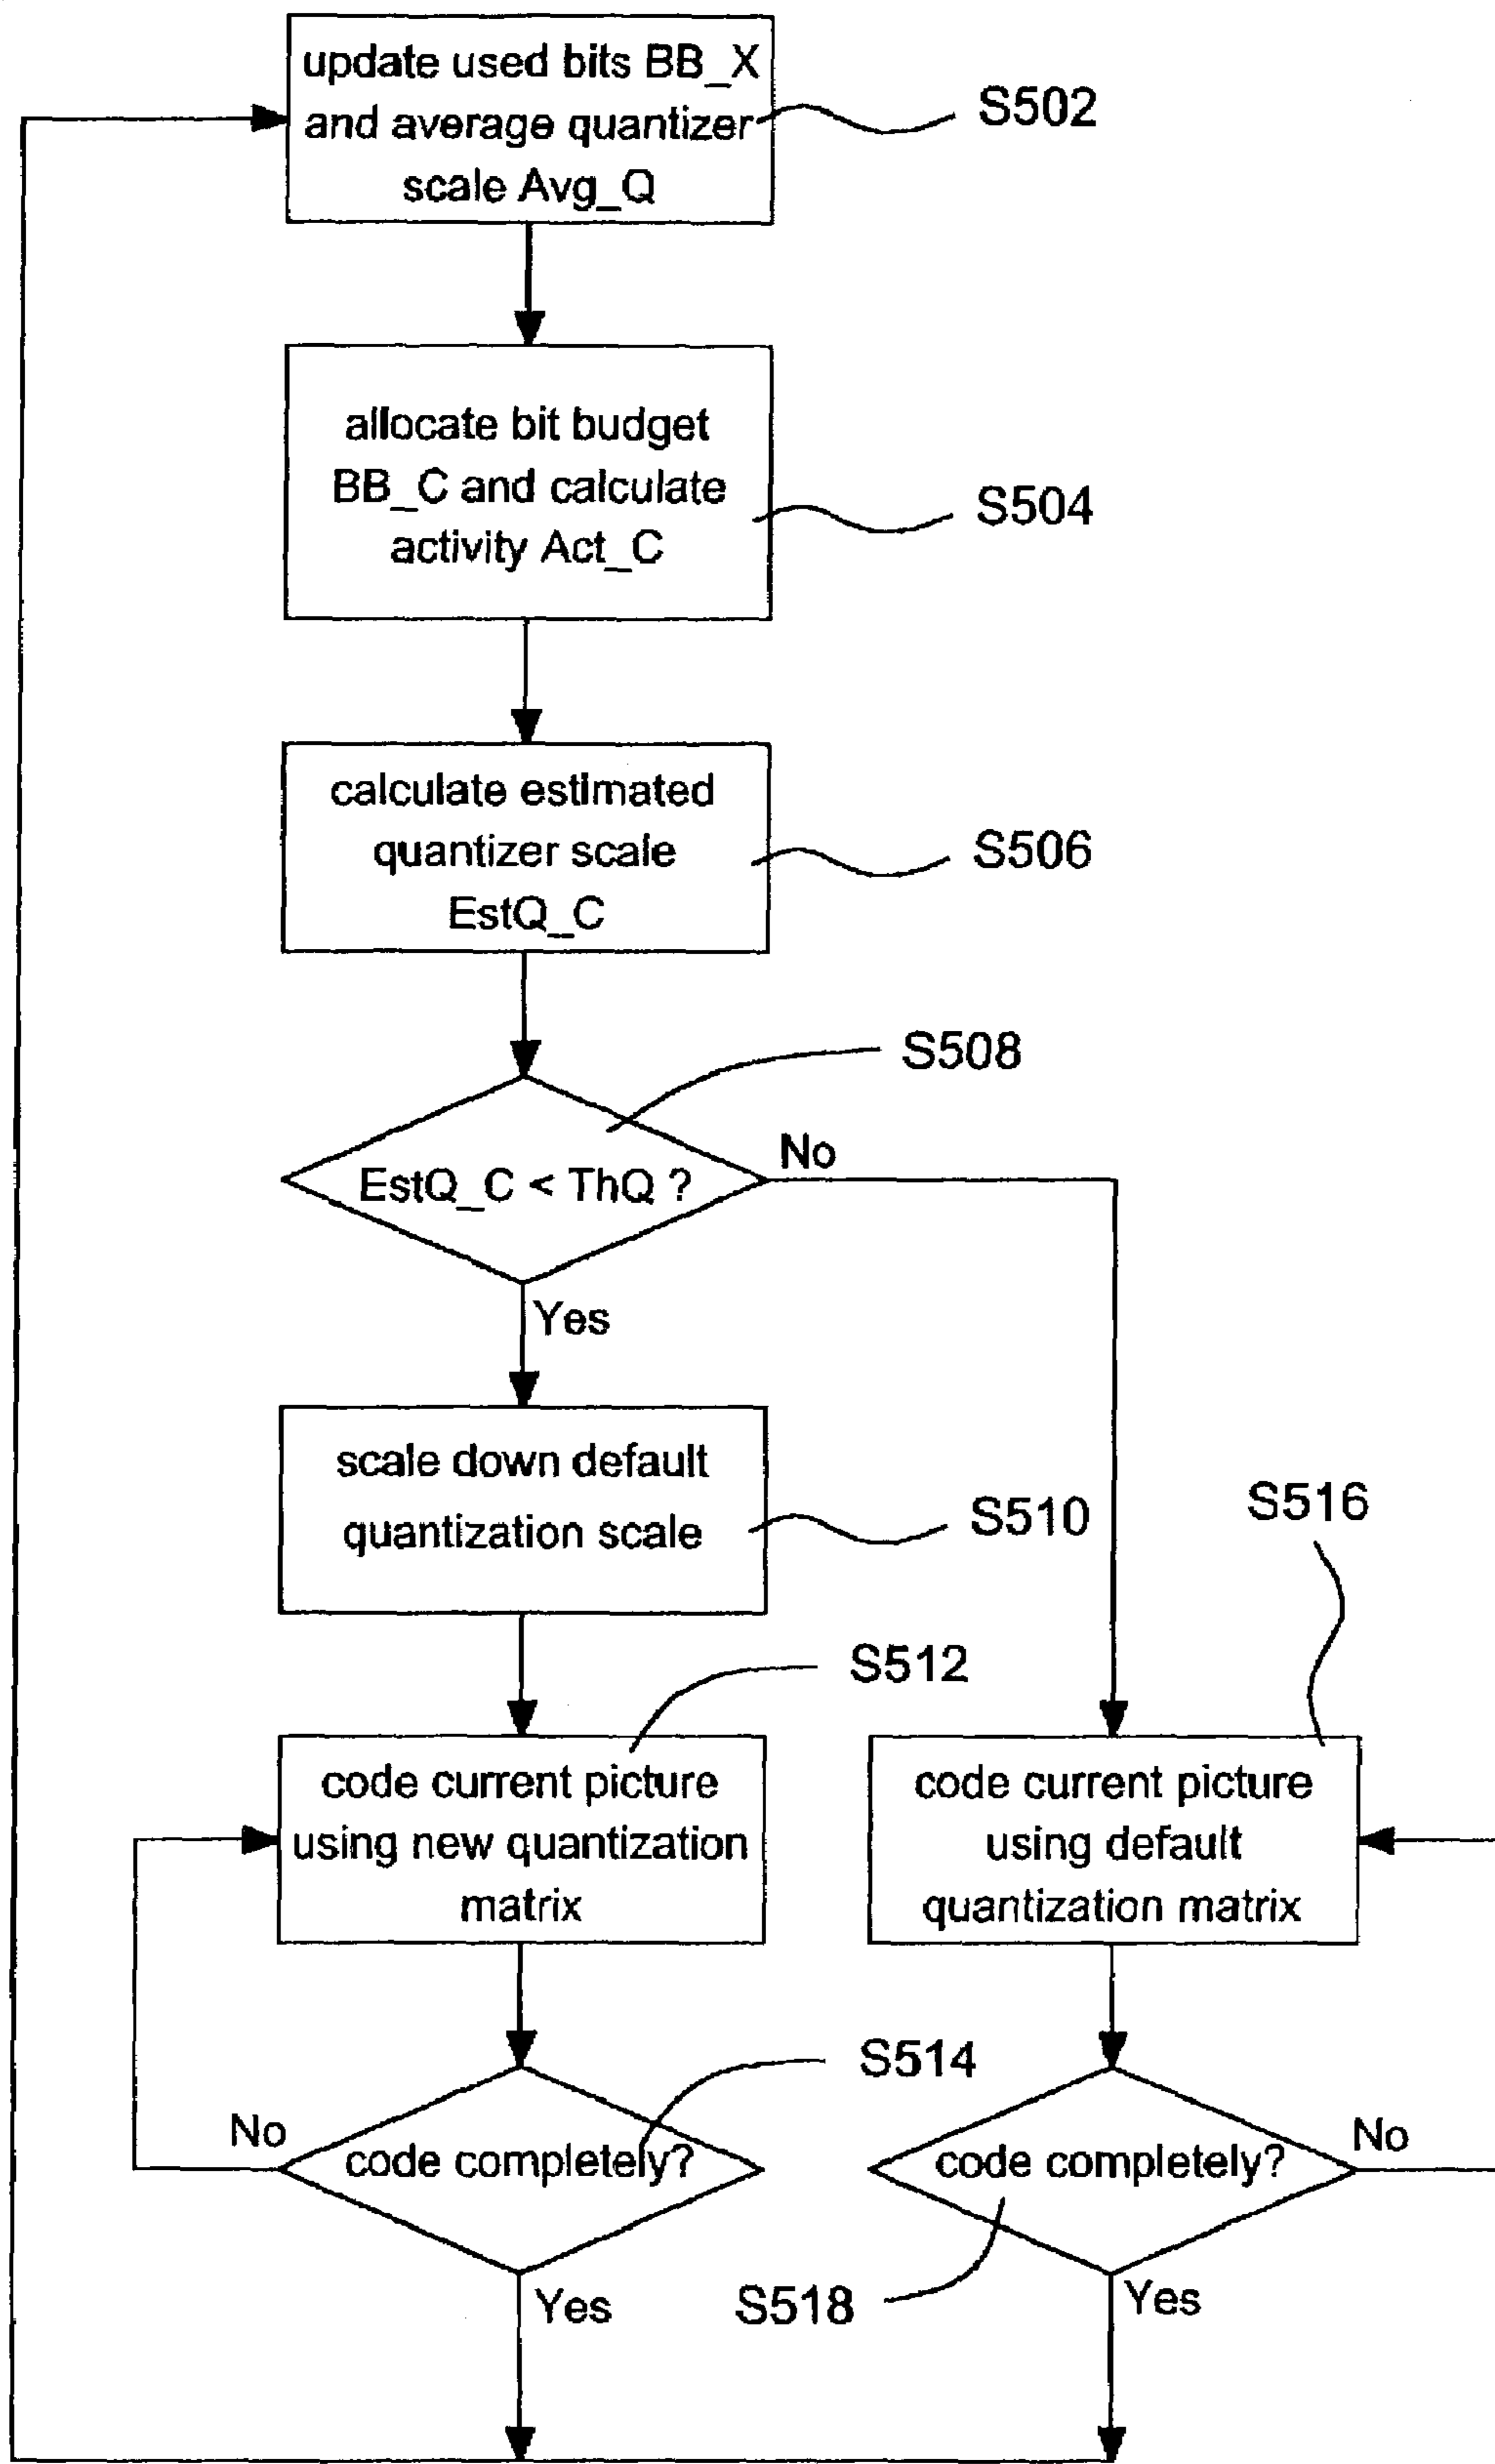 update used bits BB_X
and average quantizer
scale Avg_Q
S502
allocate bit budget
BB_C and calculate
activity Act_C
S504
calculate estimated
quantizer scale
EstQ_C
S506
S508
EstQ_C < ThQ ?
No
Yes
scale down default
quantization scale
S510
S516
S512
code current picture
using new quantization
matrix
code current picture
using default
quantization matrix
S514
No
code completely?
code completely?
No
S518
Yes
Yes